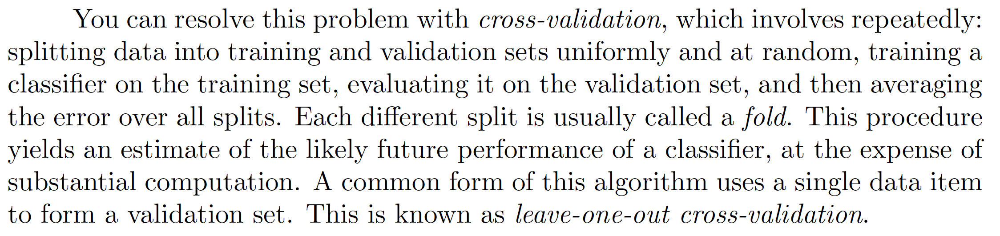 You can resolve this problem with cross-validation, which involves repeatedly:
splitting data into training and validation sets uniformly and at random, training a
classifier on the training set, evaluating it on the validation set, and then averaging
the error over all splits. Each different split is usually called a fold. This procedure
yields an estimate of the likely future performance of a classifier, at the expense of
substantial computation. A common form of this algorithm uses a single data item
to form a validation set. This is known as leave-one-out cross-validation.